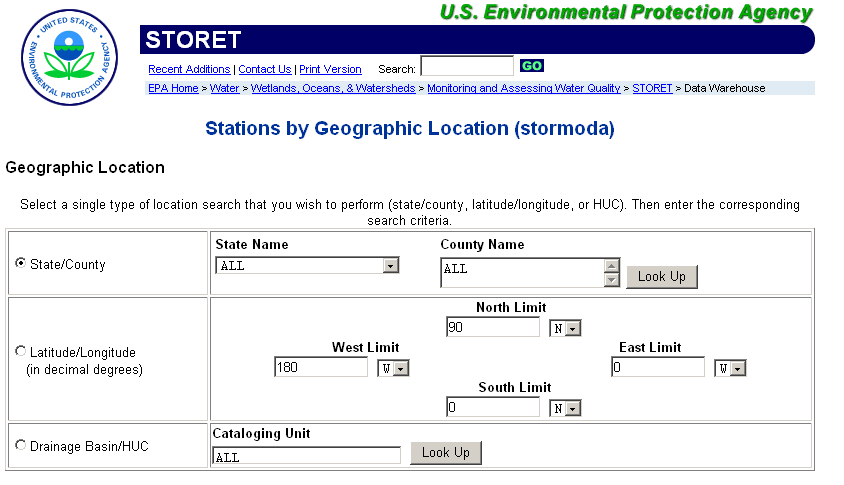 U.S. Environmental Protection Agency
UNITED STATES
ENVIRONMENTAL PROTECTION AGENCY
STORET
Recent Additions | Contact Us | Print Version Search: GO
EPA Home > Water > Wetlands, Oceans, & Watersheds > Monitoring and Assessing Water Quality > STORET > Data Warehouse
Stations by Geographic Location (stormoda)
Geographic Location
Select a single type of location search that you wish to perform (state/county, latitude/longitude, or HUC). Then enter the corresponding
search criteria.
State/County
State Name County Name
ALL ALL Look Up
Latitude/Longitude
(in decimal degrees)
North Limit
90 N
West Limit East Limit
180 W 0 W
South Limit
0 N
Drainage Basin/HUC
Cataloging Unit
ALL Look Up